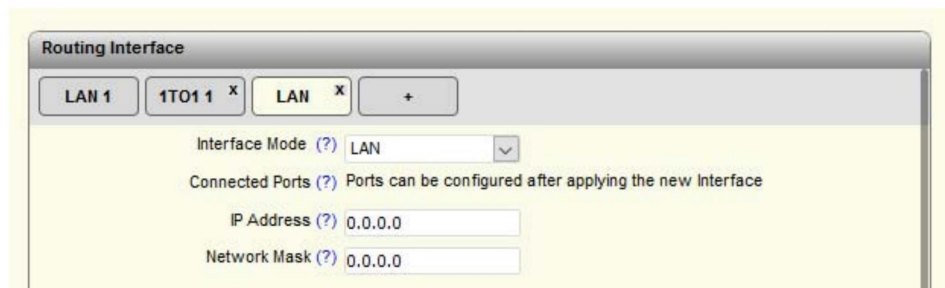 Routing Interface
LAN 1 1TO1 1 X LAN X +
Interface Mode (?) LAN
Connected Ports (?) Ports can be configured after applying the new Interface
IP Address (?) 0.0.0.0
Network Mask (?) 0.0.0.0